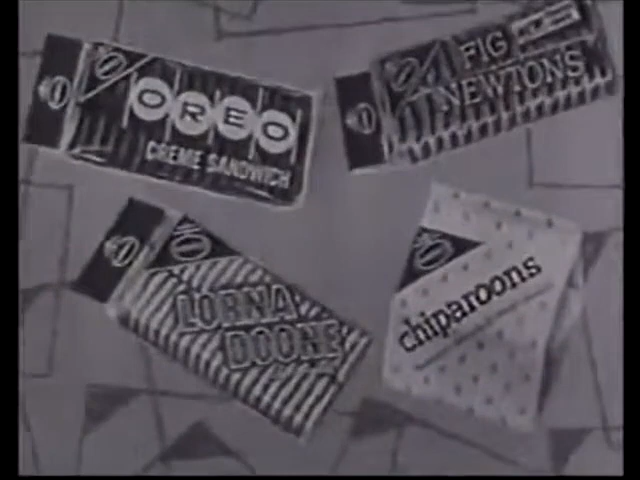 OREO
CREME SANDWICH
FIG
NEWTONS
LORNA
DOONE
chiparoons